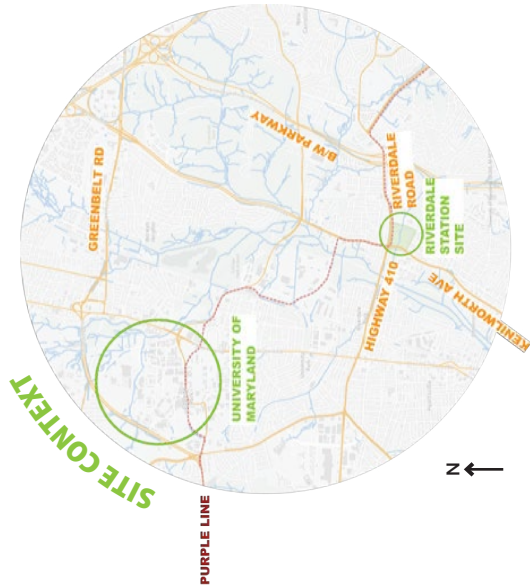 SITE CONTEXT
GREENBELT RD
B/W PARKWAY
RIVERDALE
ROAD
RIVERDALE
STATION
SITE
HIGHWAY 410
KENILWORTH AVE
UNIVERSITY OF
MARYLAND
PURPLE LINE
N